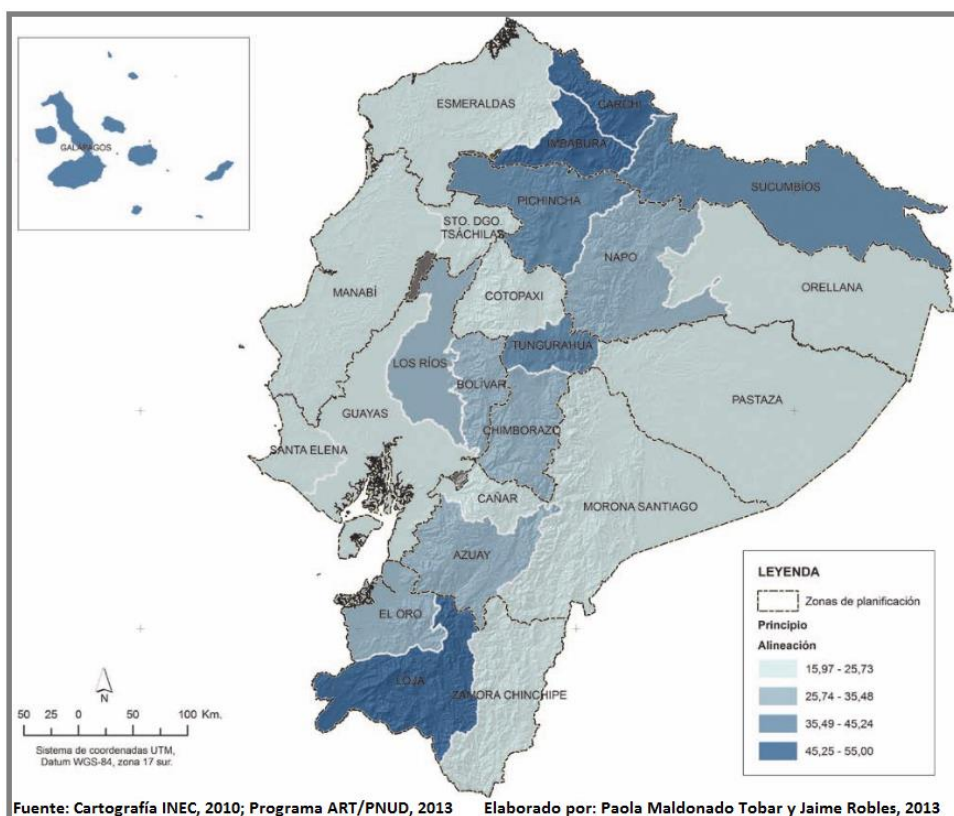 ESMERALDAS
CARCHI
IMBABURA
GALÁPAGOS
SUCUMBÍOS
PICHINCHA
STO. DGO.
TSÁCHILAS
NAPO
MANABÍ
COTOPAXI
ORELLANA
TUNGURAHUA
LOS RÍOS
BOLÍVAR
PASTAZA
GUAYAS
CHIMBORAZO
SANTA ELENA
CAÑAR
MORONA SANTIAGO
AZUAY
EL ORO
LOJA
ZAMORA CHINCHIPE
LEYENDA
Zonas de planificación
Principio
Alineación
15,97 - 25,73
25,74 - 35,48
35,49 - 45,24
45,25 - 55,00
N
50 25 0 50 100 Km.
Sistema de coordenadas UTM,
Datum WGS-84, zona 17 sur.
Fuente: Cartografía INEC, 2010; Programa ART/PNUD, 2013 Elaborado por: Paola Maldonado Tobar y Jaime Robles, 2013